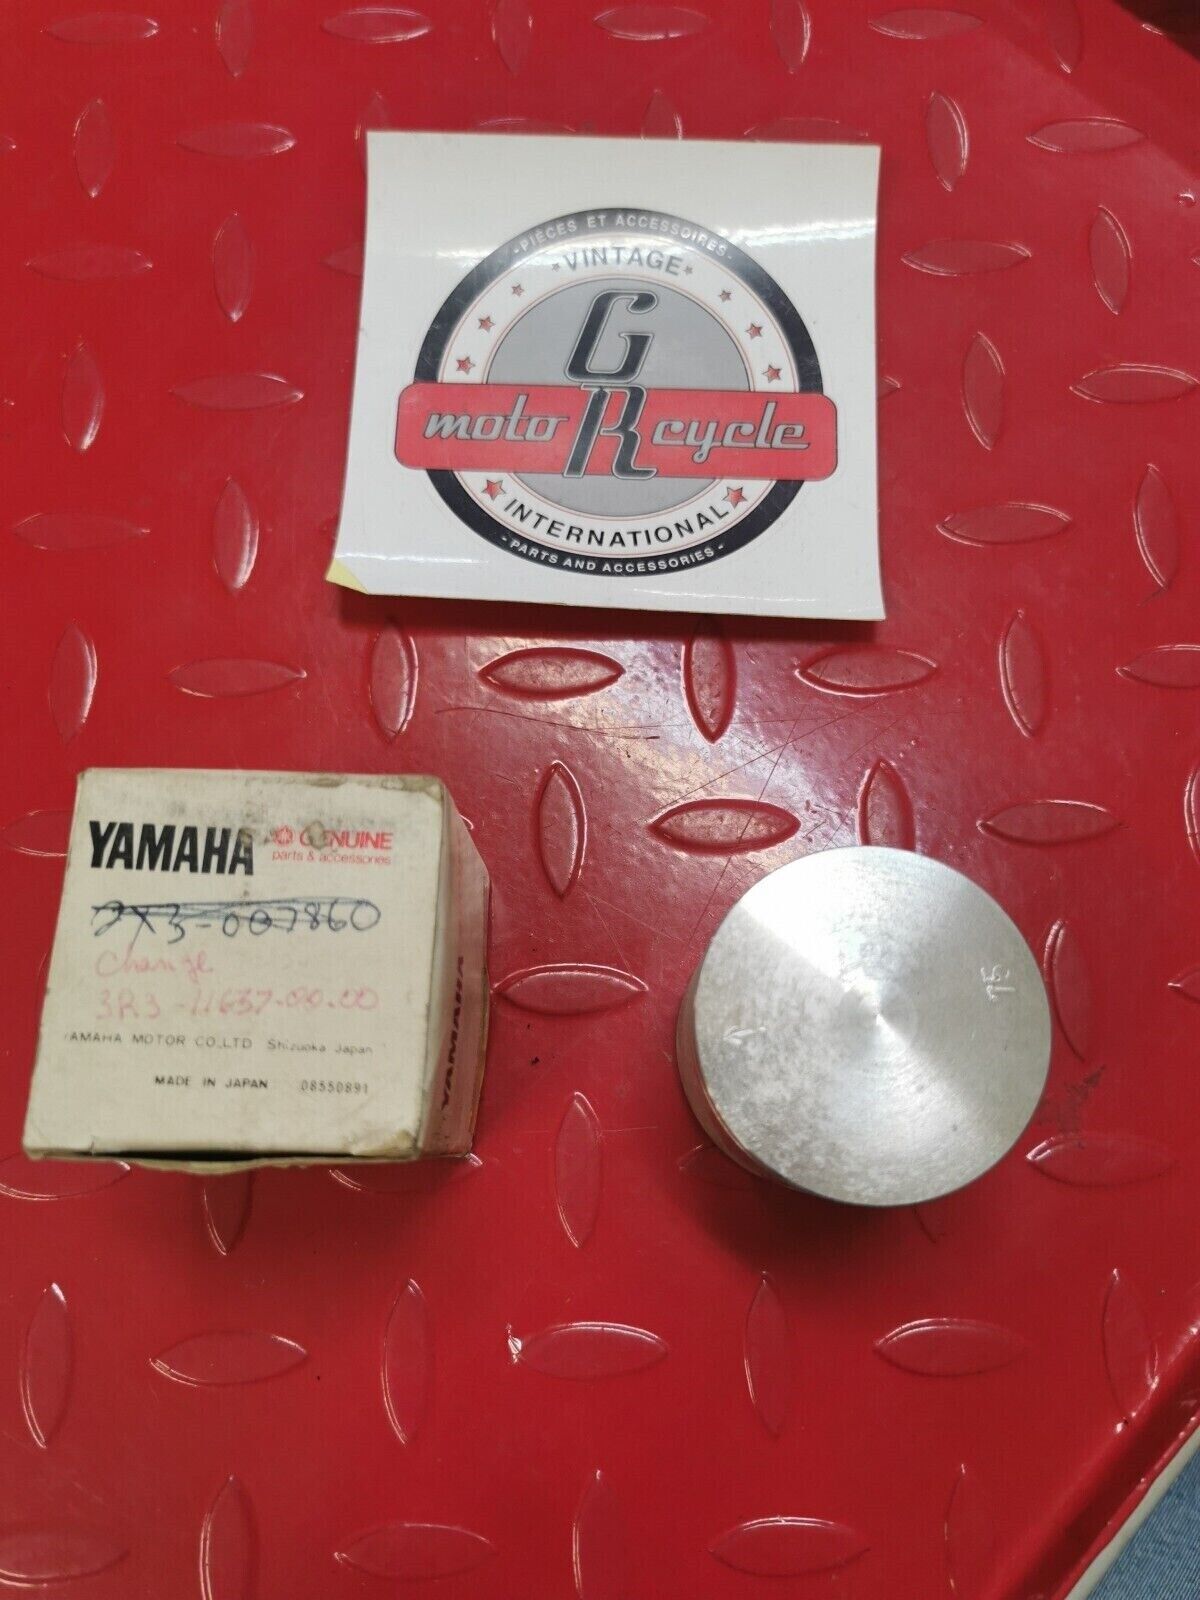 -PIÈCES ET ACCESSOIRES-
VINTAGE
GR
moto cycle
INTERNATIONAL
- PARTS AND ACCESSORIES -
YAMAHA
GENUINE
parts & accessories
2X3-007860
Change
3R3-11637-00.00
YAMAHA MOTOR CO.,LTD Shizuoka Japan
MADE IN JAPAN 08550891
YAMAHA
75